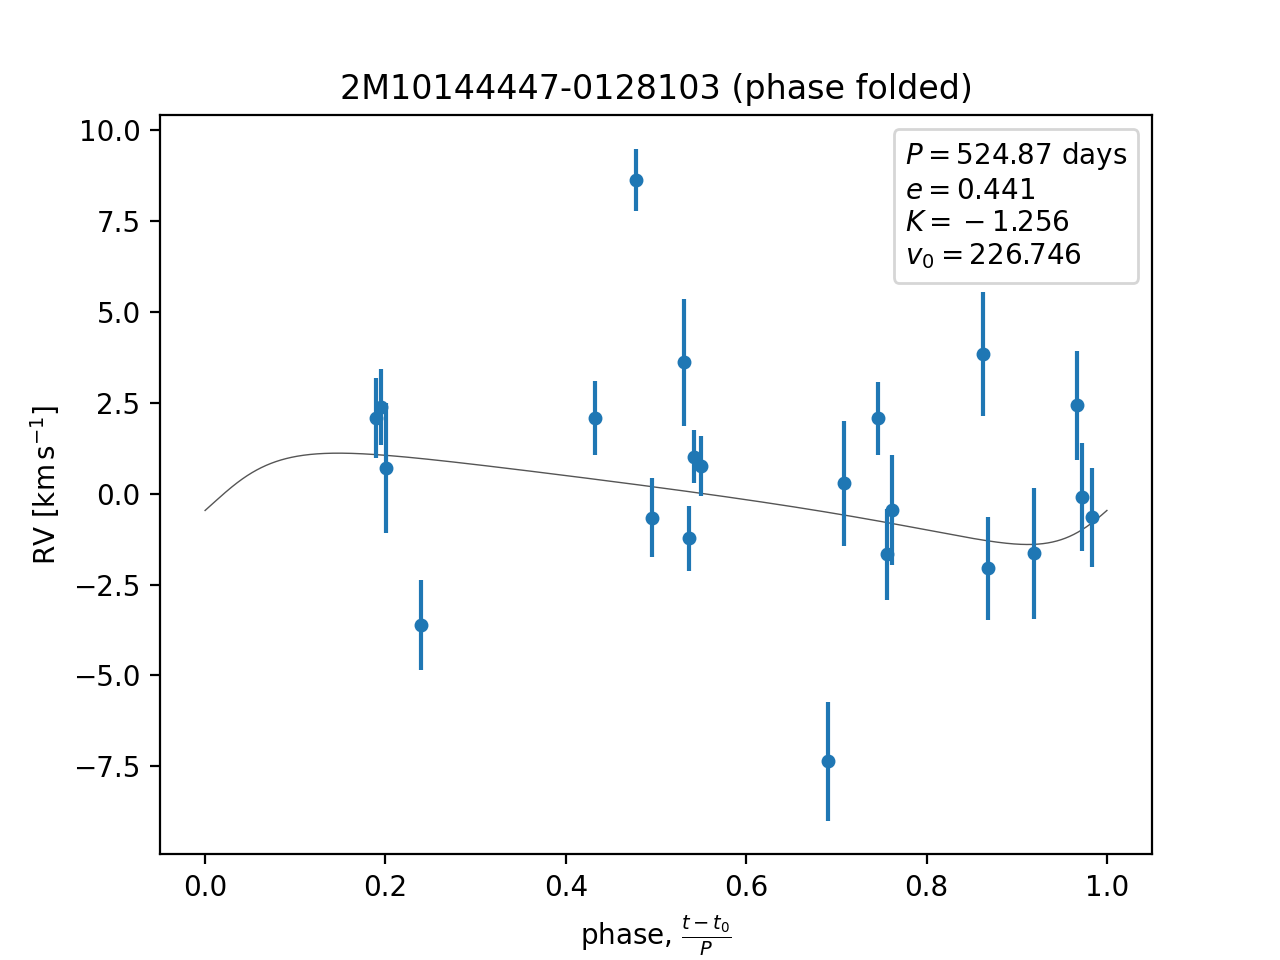 2M10144447-0128103 (phase folded)
P = 524.87 days
e = 0.441
K = −1.256
v₀ = 226.746
10.0
7.5
5.0
2.5
0.0
−2.5
−5.0
−7.5
RV [km s⁻¹]
0.0 0.2 0.4 0.6 0.8 1.0
phase, (t − t₀)/P